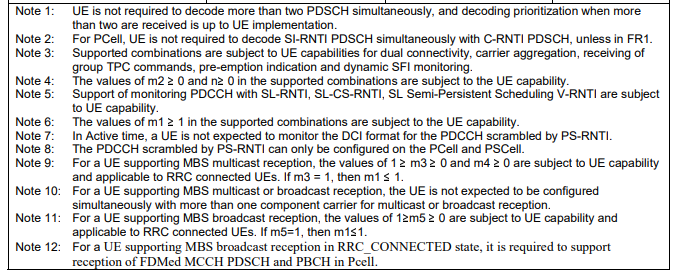 Note 1: UE is not required to decode more than two PDSCH simultaneously, and decoding prioritization when more
than two are received is up to UE implementation.
Note 2: For PCell, UE is not required to decode SI-RNTI PDSCH simultaneously with C-RNTI PDSCH, unless in FR1.
Note 3: Supported combinations are subject to UE capabilities for dual connectivity, carrier aggregation, receiving of
group TPC commands, pre-emption indication and dynamic SFI monitoring.
Note 4: The values of m2 ≥ 0 and n≥ 0 in the supported combinations are subject to the UE capability.
Note 5: Support of monitoring PDCCH with SL-RNTI, SL-CS-RNTI, SL Semi-Persistent Scheduling V-RNTI are subject
to UE capability.
Note 6: The values of m1 ≥ 1 in the supported combinations are subject to the UE capability.
Note 7: In Active time, a UE is not expected to monitor the DCI format for the PDCCH scrambled by PS-RNTI.
Note 8: The PDCCH scrambled by PS-RNTI can only be configured on the PCell and PSCell.
Note 9: For a UE supporting MBS multicast reception, the values of 1≥ m3 ≥ 0 and m4 ≥ 0 are subject to UE capability
and applicable to RRC connected UEs. If m3 = 1, then m1 ≤ 1.
Note 10: For a UE supporting MBS multicast or broadcast reception, the UE is not expected to be configured
simultaneously with more than one component carrier for multicast or broadcast reception.
Note 11: For a UE supporting MBS broadcast reception, the values of 1≥m5 ≥ 0 are subject to UE capability and
applicable to RRC connected UEs. If m5=1, then m1≤1.
Note 12: For a UE supporting MBS broadcast reception in RRC_CONNECTED state, it is required to support
reception of FDMed MCCH PDSCH and PBCH in Pcell.